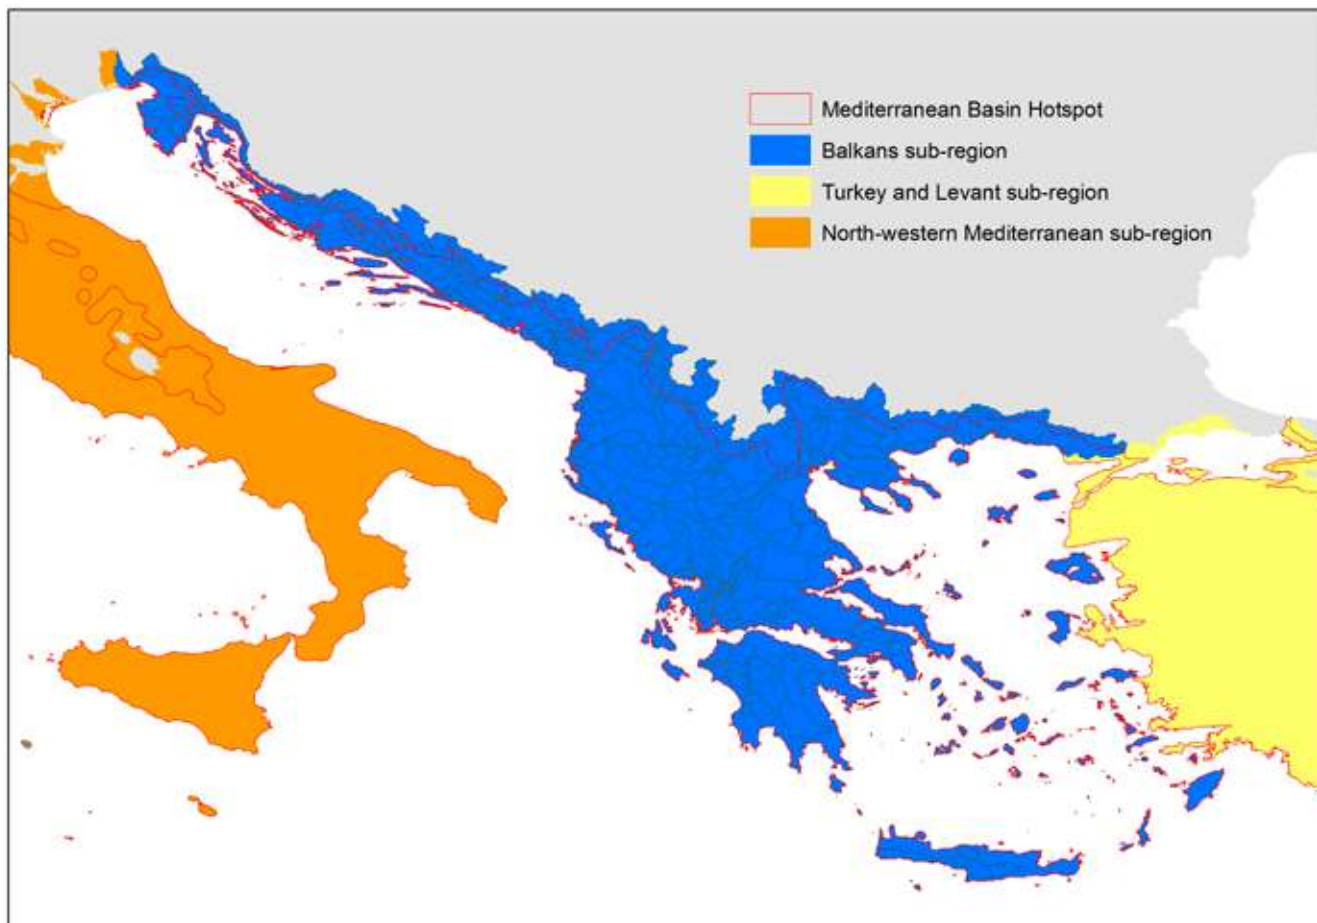 Mediterranean Basin Hotspot
Balkans sub-region
Turkey and Levant sub-region
North-western Mediterranean sub-region